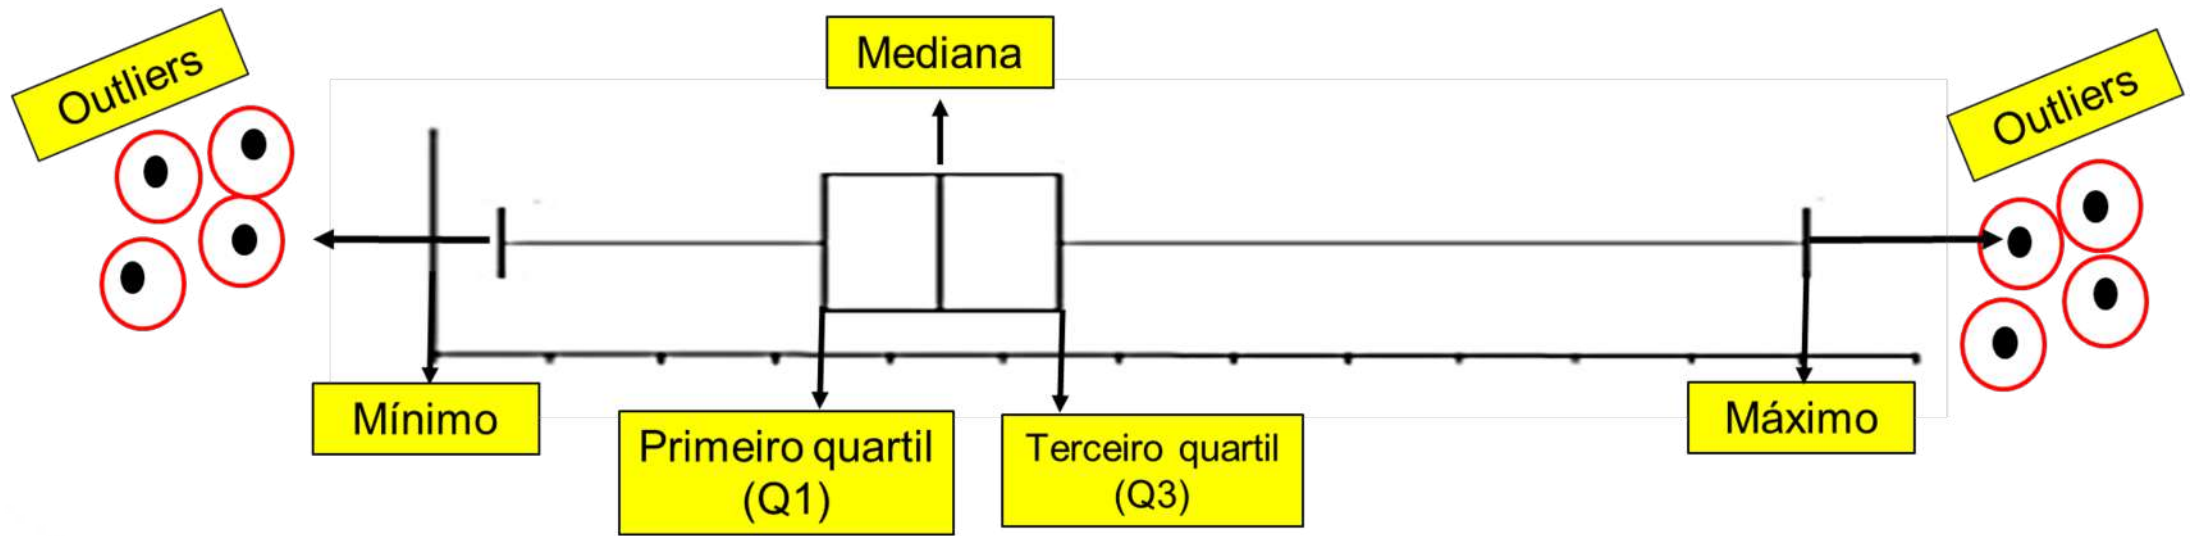 Outliers
Mediana
Outliers
Mínimo
Primeiro quartil
(Q1)
Terceiro quartil
(Q3)
Máximo